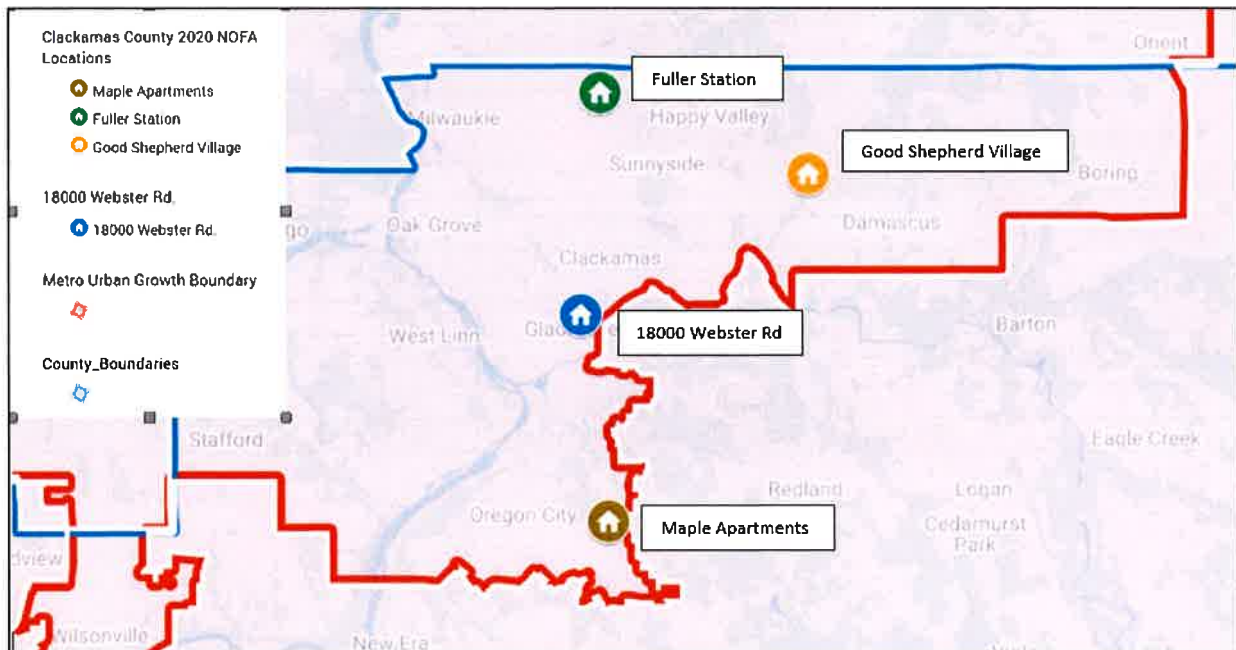 Clackamas County 2020 NOFA
Locations
Maple Apartments
Fuller Station
Good Shepherd Village
18000 Webster Rd.
18000 Webster Rd.
Metro Urban Growth Boundary
County_Boundaries
Orient
Fuller Station
Milwaukie
Happy Valley
Good Shepherd Village
Sunnyside
Boring
go
Oak Grove
Damascus
Clackamas
West Linn
18000 Webster Rd
Barton
Stafford
Eagle Creek
Redland
Logan
Oregon City
Maple Apartments
Cedarhurst
Park
dview
Wilsonville
New Era